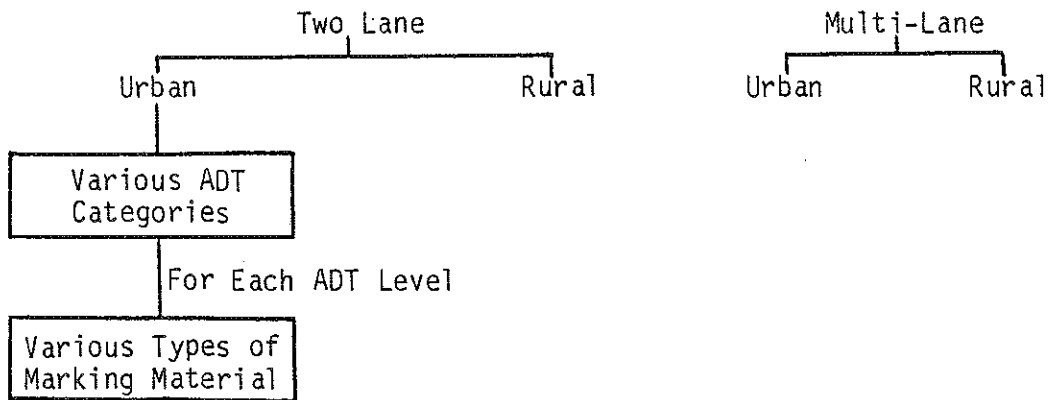 Two Lane
Multi-Lane
Urban
Rural
Urban
Rural
Various ADT
Categories
For Each ADT Level
Various Types of
Marking Material